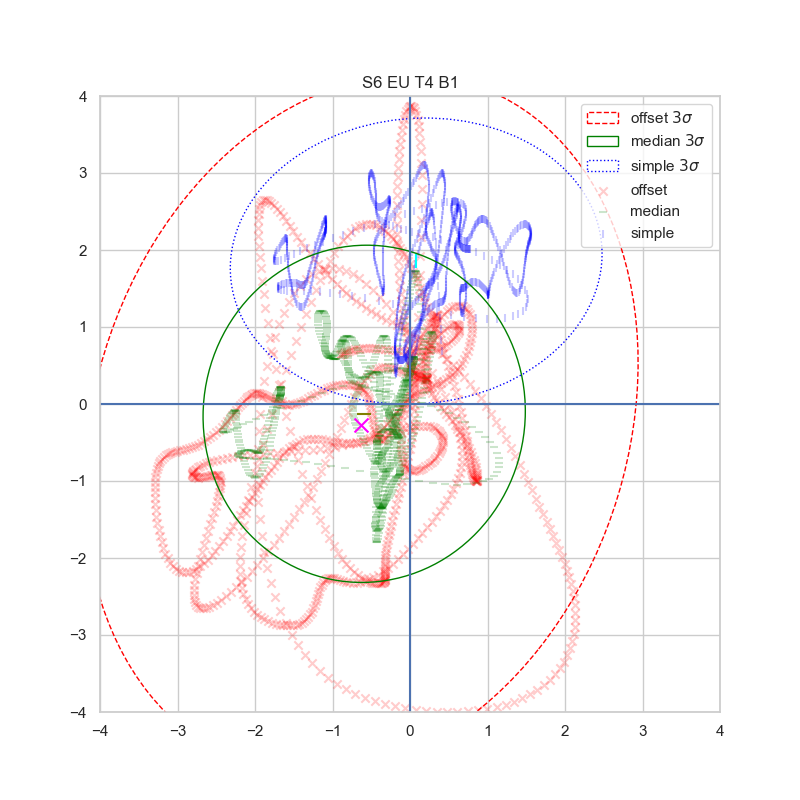 S6 EU T4 B1
offset 3σ
median 3σ
simple 3σ
offset
median
simple
4
3
2
1
0
−1
−2
−3
−4
−4 −3 −2 −1 0 1 2 3 4